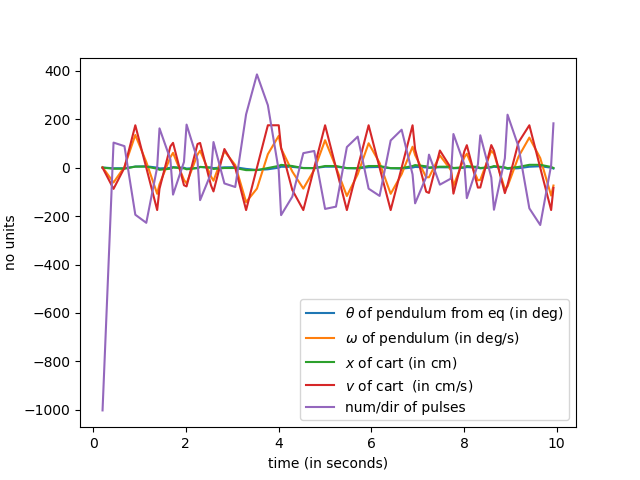 400
200
0
−200
−400
−600
−800
−1000
no units
θ of pendulum from eq (in deg)
ω of pendulum (in deg/s)
x of cart (in cm)
v of cart  (in cm/s)
num/dir of pulses
0 2 4 6 8 10
time (in seconds)